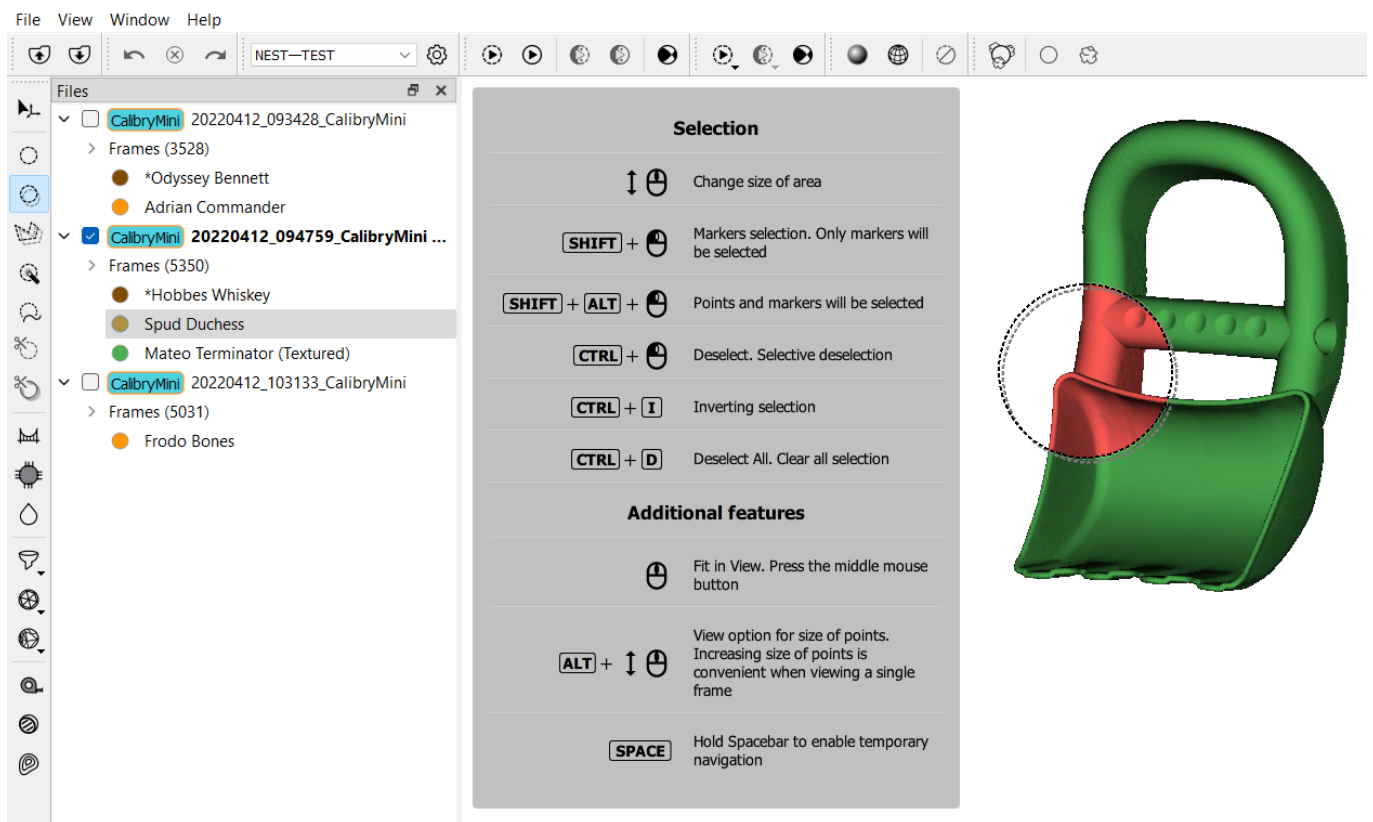 File View Window Help
NEST—TEST
Files
CalibryMini 20220412_093428_CalibryMini
Frames (3528)
*Odyssey Bennett
Adrian Commander
CalibryMini 20220412_094759_CalibryMini ...
Frames (5350)
*Hobbes Whiskey
Spud Duchess
Mateo Terminator (Textured)
CalibryMini 20220412_103133_CalibryMini
Frames (5031)
Frodo Bones
Selection
Change size of area
SHIFT + Markers selection. Only markers will
be selected
SHIFT + ALT + Points and markers will be selected
CTRL + Deselect. Selective deselection
CTRL + I Inverting selection
CTRL + D Deselect All. Clear all selection
Additional features
Fit in View. Press the middle mouse
button
View option for size of points.
Increasing size of points is
ALT + convenient when viewing a single
frame
SPACE Hold Spacebar to enable temporary
navigation